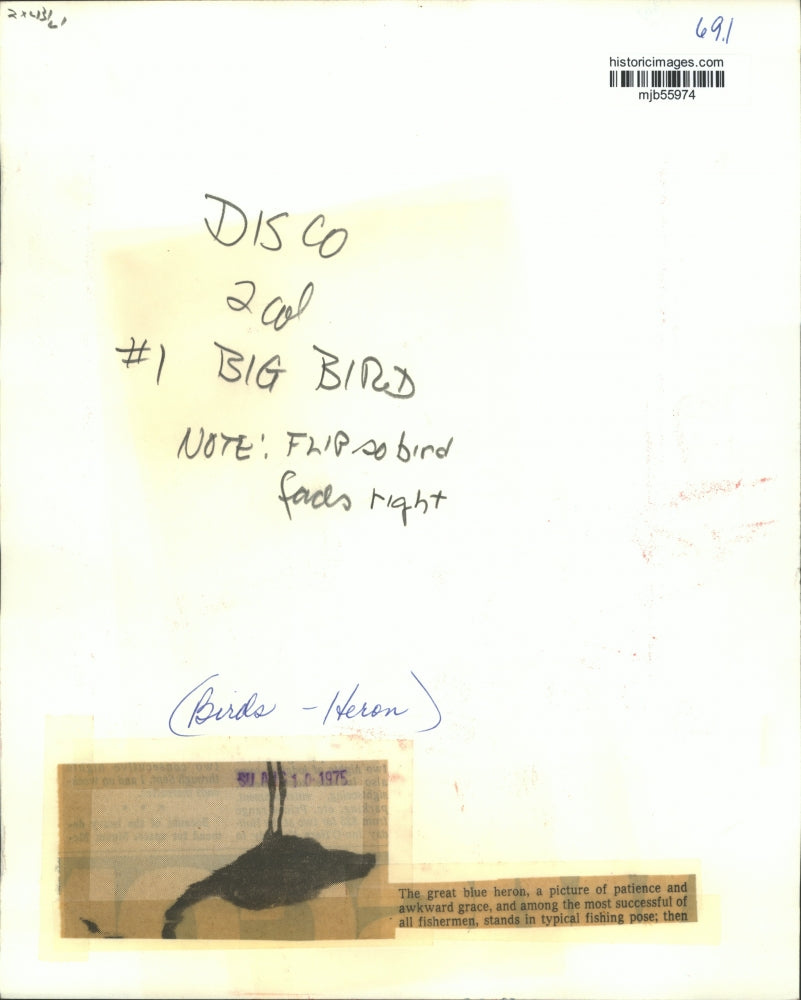 69.1
historicimages.com
mjb55974
DISCO
2 col
#1 BIG BIRD
NOTE: FLIP so bird
faces right
(Birds - Heron)
SU AUG 10 1975
The great blue heron, a picture of patience and
awkward grace, and among the most successful of
all fishermen, stands in typical fishing pose; then